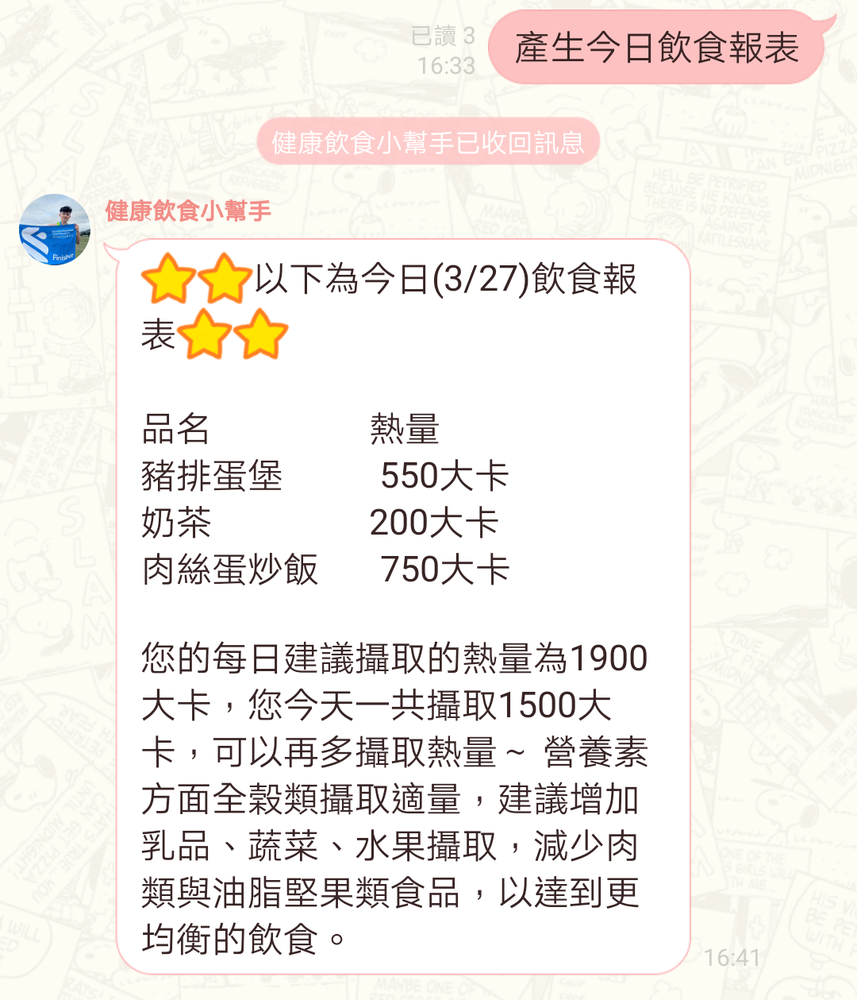 已讀 3
16:33
產生今日飲食報表
健康飲食小幫手已收回訊息
健康飲食小幫手
Finisher
⭐⭐以下為今日(3/27)飲食報
表⭐⭐
品名 熱量
豬排蛋堡 550大卡
奶茶 200大卡
肉絲蛋炒飯 750大卡
您的每日建議攝取的熱量為1900
大卡，您今天一共攝取1500大
卡，可以再多攝取熱量～ 營養素
方面全穀類攝取適量，建議增加
乳品、蔬菜、水果攝取，減少肉
類與油脂堅果類食品，以達到更
均衡的飲食。
16:41